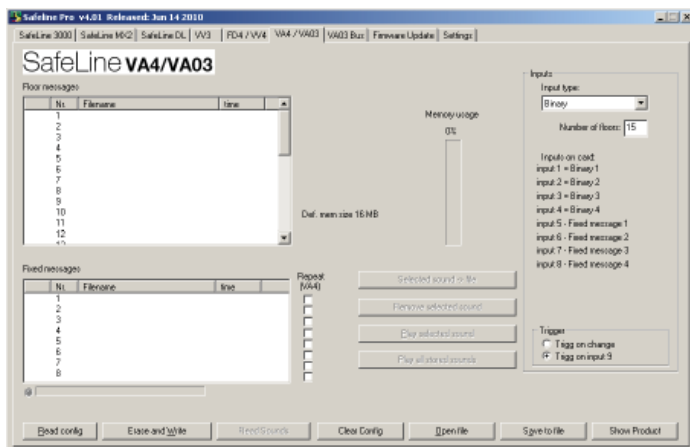 Safeline Pro v4.01 Released: Jun 14 2010
SafeLine 3000 | SafeLine MX2 | SafeLine DL | VV3 | FD4 / VV4 | VA4 / VA03 | VA03 Bus | Firmware Update | Settings
SafeLine VA4/VA03
Floor messages
Nr. Filename time
1
2
3
4
5
6
7
8
9
10
11
12
Memory usage
0%
Def. mem size 16 MB
Inputs
Input type:
Binary
Number of floors: 15
Inputs on card:
input 1 = Binary 1
input 2 = Binary 2
input 3 = Binary 3
input 4 = Binary 4
input 5 - Fixed message 1
input 6 - Fixed message 2
input 7 - Fixed message 3
input 8 - Fixed message 4
Fixed messages
Nr. Filename time
1
2
3
4
5
6
7
8
Repeat
(VA4)
Selected sound -> file
Remove selected sound
Play selected sound
Play all stored sounds
Trigger
Trigg on change
Trigg on input 9
Read config
Erase and Write
Read Sounds
Clear Config
Open file
Save to file
Show Product